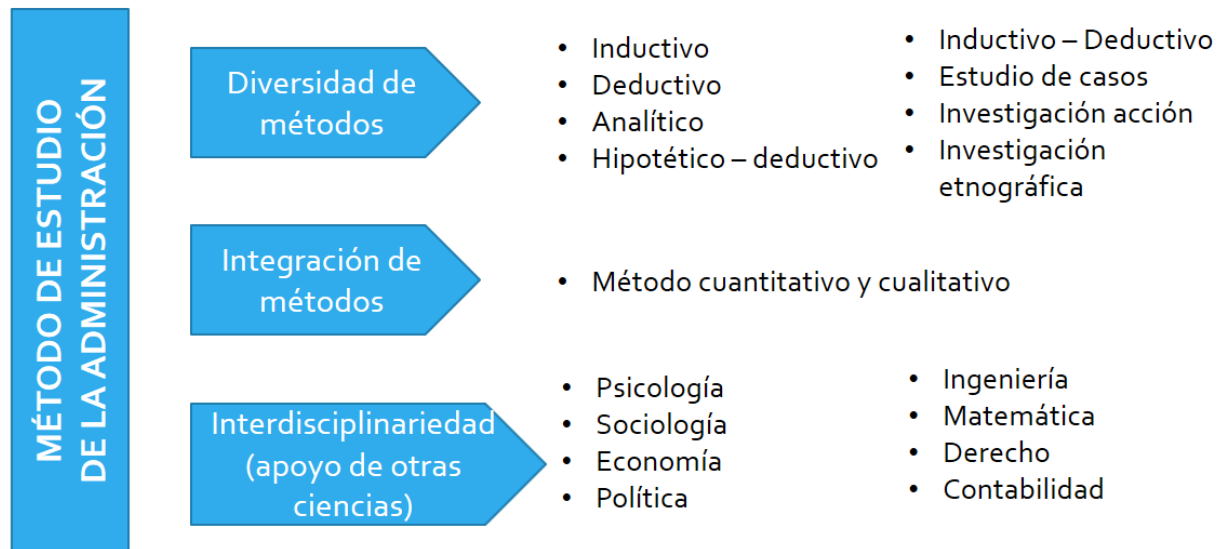 MÉTODO DE ESTUDIO
DE LA ADMINISTRACIÓN
Diversidad de
métodos
• Inductivo
• Deductivo
• Analítico
• Hipotético – deductivo
• Inductivo – Deductivo
• Estudio de casos
• Investigación acción
• Investigación
etnográfica
Integración de
métodos
• Método cuantitativo y cualitativo
Interdisciplinariedad
(apoyo de otras
ciencias)
• Psicología
• Sociología
• Economía
• Política
• Ingeniería
• Matemática
• Derecho
• Contabilidad